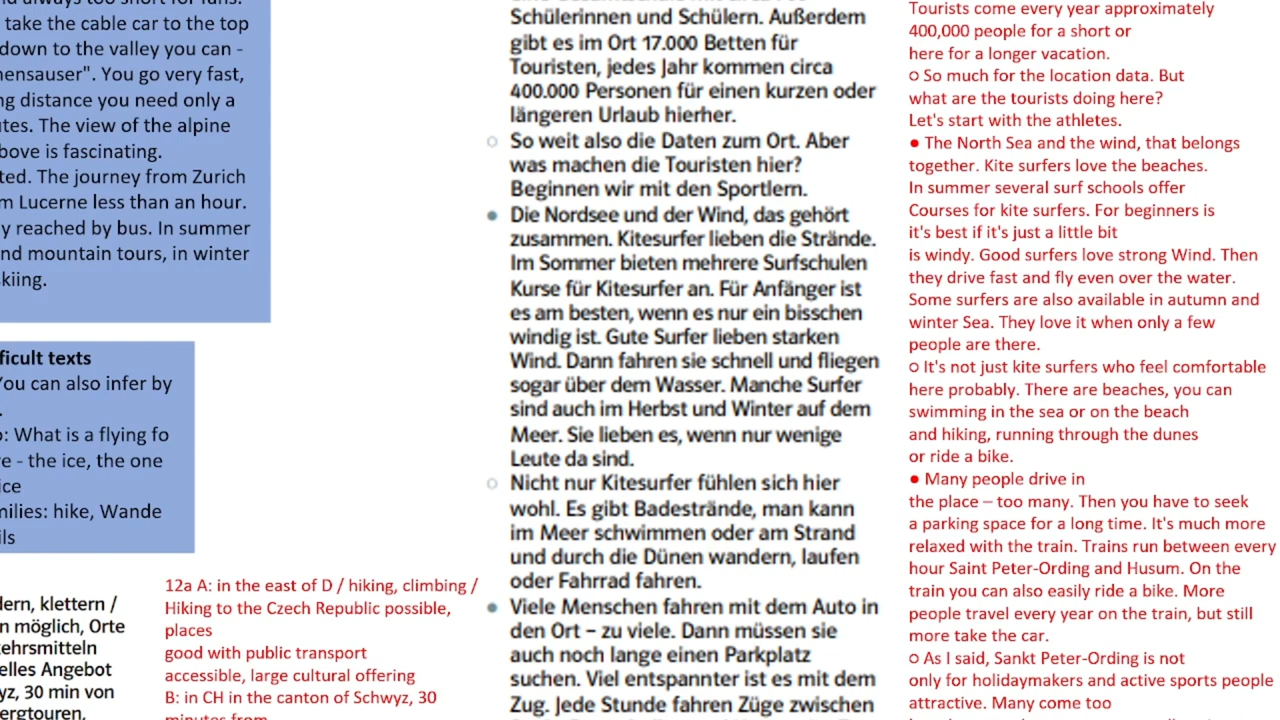 and always too short for fans.
take the cable car to the top
down to the valley you can -
nensauser". You go very fast,
ng distance you need only a
utes. The view of the alpine
bove is fascinating.
ted. The journey from Zurich
m Lucerne less than an hour.
y reached by bus. In summer
nd mountain tours, in winter
skiing.
ficult texts
You can also infer by
.
o: What is a flying fo
re - the ice, the one
ice
milies: hike, Wande
ils
dern, klettern /
n möglich, Orte
kehrsmitteln
elles Angebot
yz, 30 min von
ergtouren,
12a A: in the east of D / hiking, climbing /
Hiking to the Czech Republic possible,
places
good with public transport
accessible, large cultural offering
B: in CH in the canton of Schwyz, 30
minutes from
Schülerinnen und Schülern. Außerdem
gibt es im Ort 17.000 Betten für
Touristen, jedes Jahr kommen circa
400.000 Personen für einen kurzen oder
längeren Urlaub hierher.
○ So weit also die Daten zum Ort. Aber
was machen die Touristen hier?
Beginnen wir mit den Sportlern.
● Die Nordsee und der Wind, das gehört
zusammen. Kitesurfer lieben die Strände.
Im Sommer bieten mehrere Surfschulen
Kurse für Kitesurfer an. Für Anfänger ist
es am besten, wenn es nur ein bisschen
windig ist. Gute Surfer lieben starken
Wind. Dann fahren sie schnell und fliegen
sogar über dem Wasser. Manche Surfer
sind auch im Herbst und Winter auf dem
Meer. Sie lieben es, wenn nur wenige
Leute da sind.
○ Nicht nur Kitesurfer fühlen sich hier
wohl. Es gibt Badestrände, man kann
im Meer schwimmen oder am Strand
und durch die Dünen wandern, laufen
oder Fahrrad fahren.
● Viele Menschen fahren mit dem Auto in
den Ort – zu viele. Dann müssen sie
auch noch lange einen Parkplatz
suchen. Viel entspannter ist es mit dem
Zug. Jede Stunde fahren Züge zwischen
Tourists come every year approximately
400,000 people for a short or
here for a longer vacation.
○ So much for the location data. But
what are the tourists doing here?
Let's start with the athletes.
● The North Sea and the wind, that belongs
together. Kite surfers love the beaches.
In summer several surf schools offer
Courses for kite surfers. For beginners is
it's best if it's just a little bit
is windy. Good surfers love strong Wind. Then
they drive fast and fly even over the water.
Some surfers are also available in autumn and
winter Sea. They love it when only a few
people are there.
○ It's not just kite surfers who feel comfortable
here probably. There are beaches, you can
swimming in the sea or on the beach
and hiking, running through the dunes
or ride a bike.
● Many people drive in
the place – too many. Then you have to seek
a parking space for a long time. It's much more
relaxed with the train. Trains run between every
hour Saint Peter-Ording and Husum. On the
train you can also easily ride a bike. More
people travel every year on the train, but still
more take the car.
○ As I said, Sankt Peter-Ording is not
only for holidaymakers and active sports people
attractive. Many come too